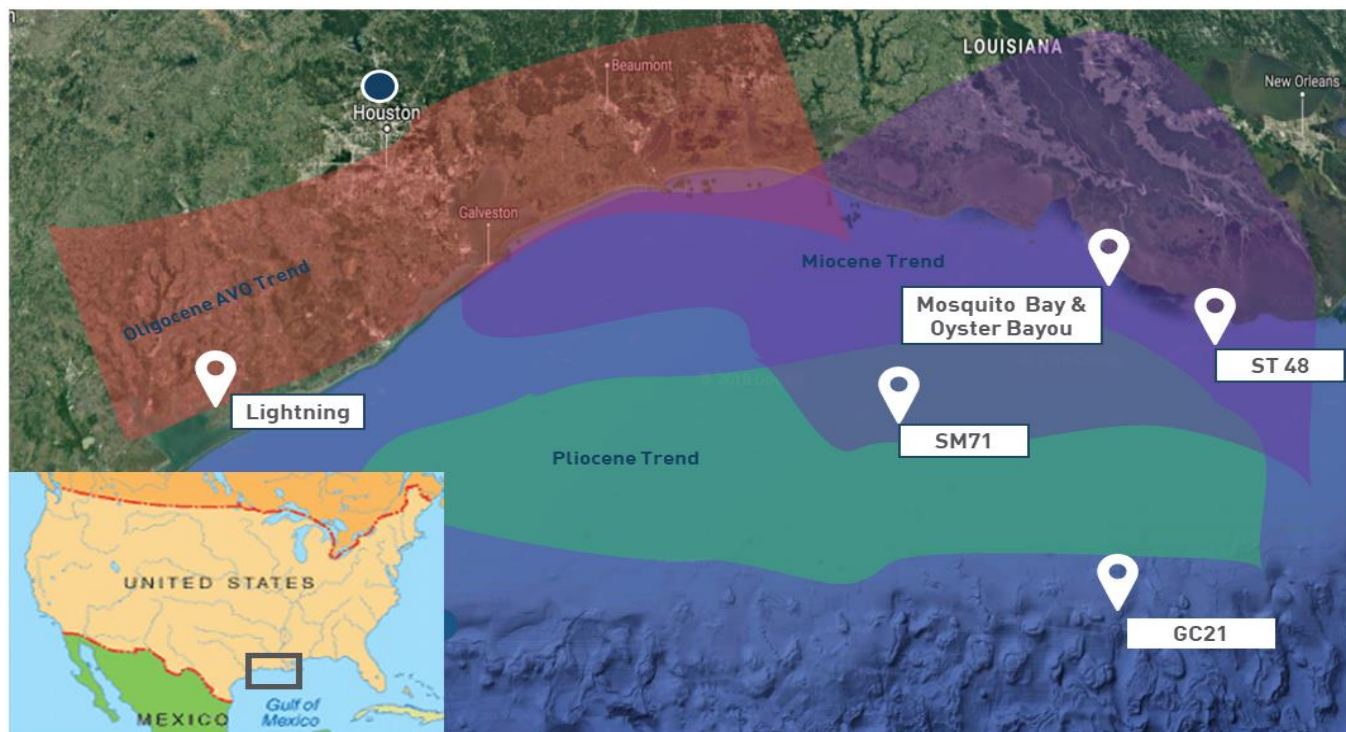 LOUISIANA
Beaumont
New Orleans
Houston
Galveston
Oligocene AVO Trend
Miocene Trend
Mosquito Bay &
Oyster Bayou
ST 48
Lightning
SM71
Pliocene Trend
GC21
UNITED STATES
Gulf of
Mexico
MEXICO